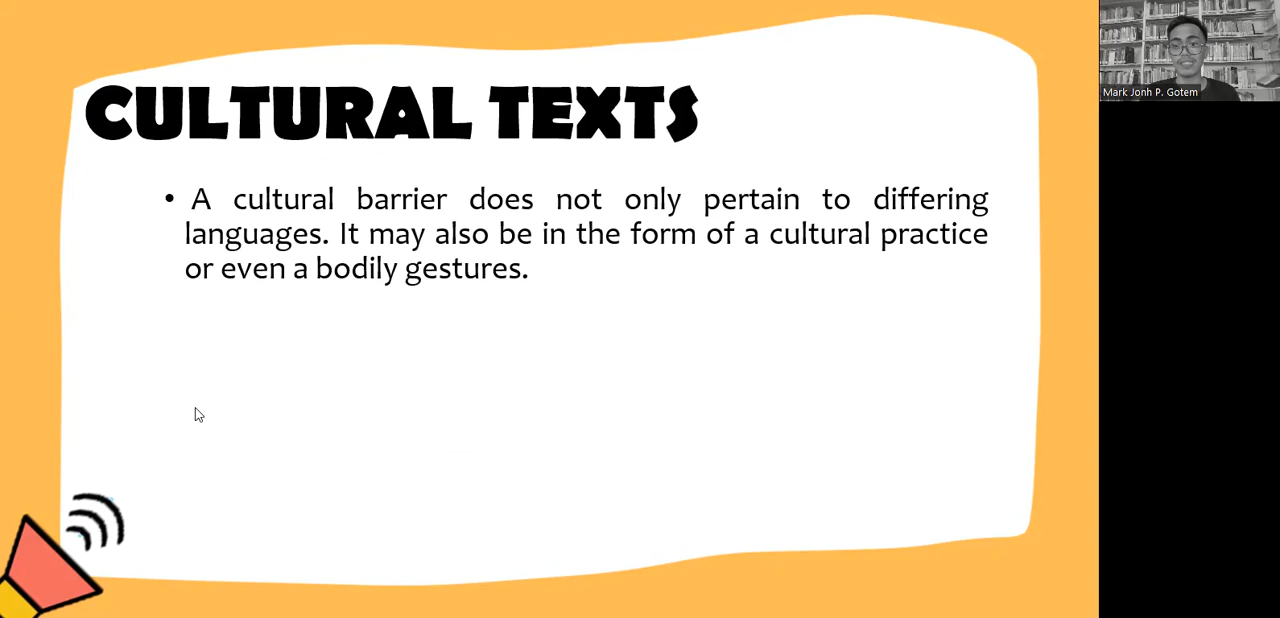 CULTURAL TEXTS
• A cultural barrier does not only pertain to differing
languages. It may also be in the form of a cultural practice
or even a bodily gestures.
Mark Jonh P. Gotem